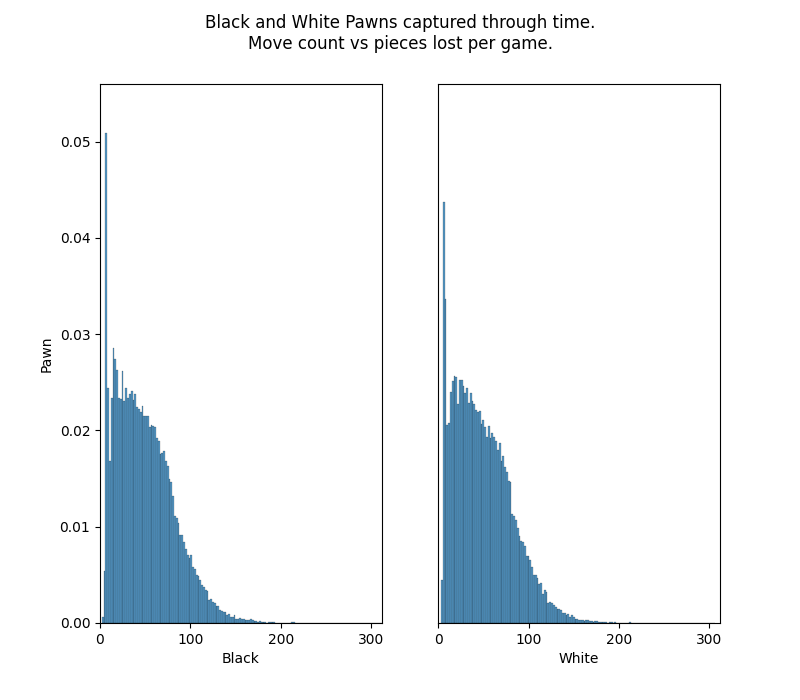 Black and White Pawns captured through time.
Move count vs pieces lost per game.
0.05
0.04
0.03
0.02
0.01
0.00
Pawn
0 100 200 300
Black
0 100 200 300
White